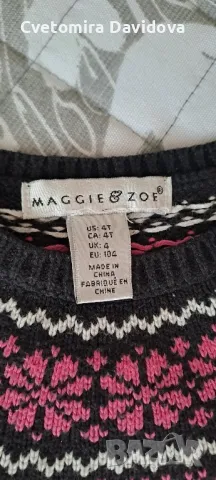 © Cvetomira Davidova
MAGGIE & ZOE®
US: 4T
CA: 4T
UK: 4
EU: 104
MADE IN
CHINA
FABRIQUÉ EN
CHINE